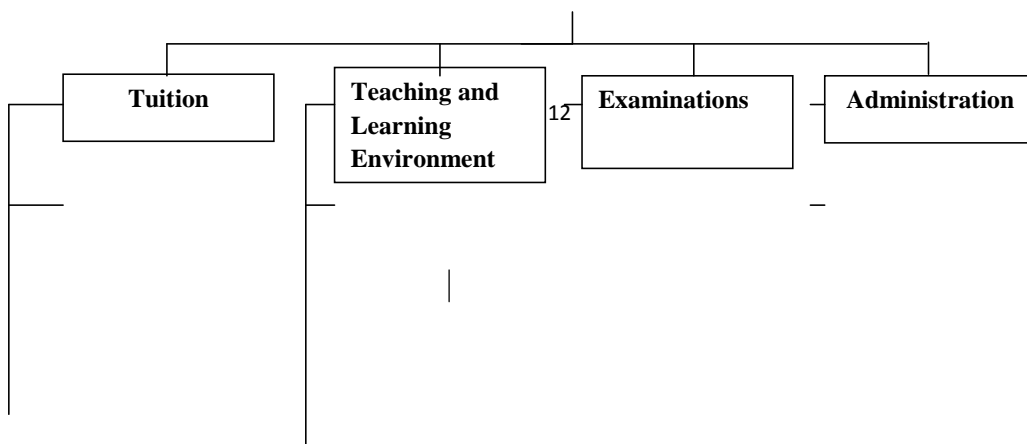 Tuition
Teaching and
Learning
Environment
12
Examinations
Administration